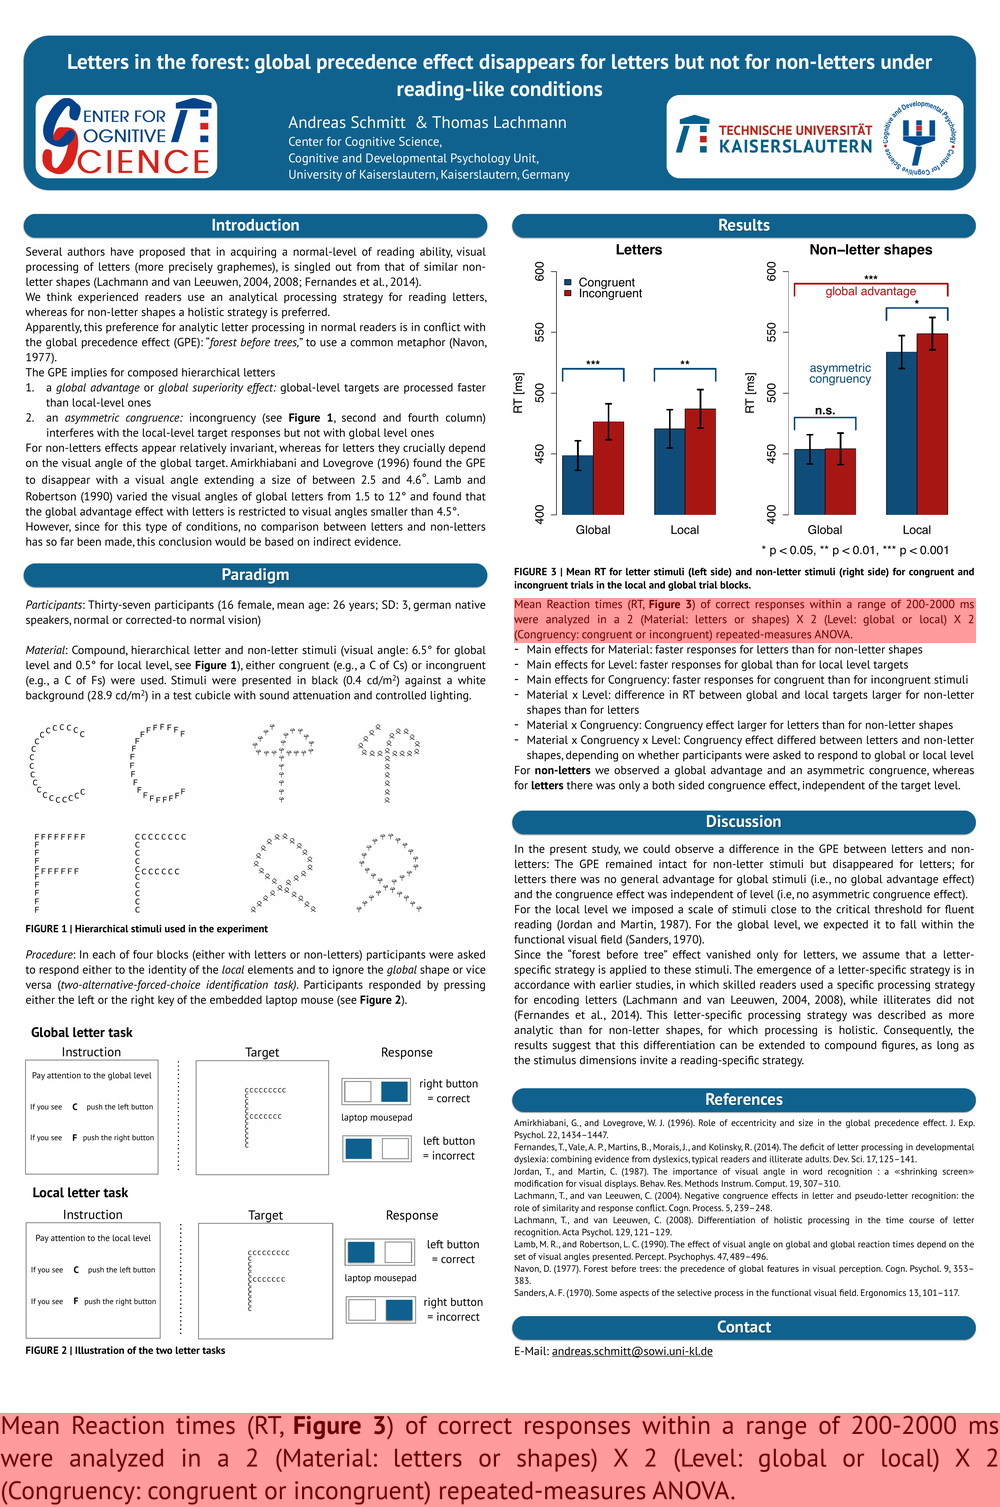 Letters in the forest: global precedence effect disappears for letters but not for non-letters under
reading-like conditions
CENTER FOR
COGNITIVE
SCIENCE
Andreas Schmitt & Thomas Lachmann
Center for Cognitive Science,
Cognitive and Developmental Psychology Unit,
University of Kaiserslautern, Kaiserslautern, Germany
TECHNISCHE UNIVERSITÄT
KAISERSLAUTERN
Cognitive and Developmental Psychology
Center for Cognitive Science
Introduction
Several authors have proposed that in acquiring a normal-level of reading ability, visual
processing of letters (more precisely graphemes), is singled out from that of similar non-
letter shapes (Lachmann and van Leeuwen, 2004, 2008; Fernandes et al., 2014).
We think experienced readers use an analytical processing strategy for reading letters,
whereas for non-letter shapes a holistic strategy is preferred.
Apparently, this preference for analytic letter processing in normal readers is in conflict with
the global precedence effect (GPE): "forest before trees," to use a common metaphor (Navon,
1977).
The GPE implies for composed hierarchical letters
1. a global advantage or global superiority effect: global-level targets are processed faster
than local-level ones
2. an asymmetric congruence: incongruency (see Figure 1, second and fourth column)
interferes with the local-level target responses but not with global level ones
For non-letters effects appear relatively invariant, whereas for letters they crucially depend
on the visual angle of the global target. Amirkhiabani and Lovegrove (1996) found the GPE
to disappear with a visual angle extending a size of between 2.5 and 4.6°. Lamb and
Robertson (1990) varied the visual angles of global letters from 1.5 to 12° and found that
the global advantage effect with letters is restricted to visual angles smaller than 4.5°.
However, since for this type of conditions, no comparison between letters and non-letters
has so far been made, this conclusion would be based on indirect evidence.
Paradigm
Participants: Thirty-seven participants (16 female, mean age: 26 years; SD: 3, german native
speakers, normal or corrected-to normal vision)
Material: Compound, hierarchical letter and non-letter stimuli (visual angle: 6.5° for global
level and 0.5° for local level, see Figure 1), either congruent (e.g., a C of Cs) or incongruent
(e.g., a C of Fs) were used. Stimuli were presented in black (0.4 cd/m²) against a white
background (28.9 cd/m²) in a test cubicle with sound attenuation and controlled lighting.
FIGURE 1 | Hierarchical stimuli used in the experiment
Procedure: In each of four blocks (either with letters or non-letters) participants were asked
to respond either to the identity of the local elements and to ignore the global shape or vice
versa (two-alternative-forced-choice identification task). Participants responded by pressing
either the left or the right key of the embedded laptop mouse (see Figure 2).
Global letter task
Instruction Target Response
Pay attention to the global level
If you see C push the left button
If you see F push the right button
right button
= correct
laptop mousepad
left button
= incorrect
Local letter task
Instruction Target Response
Pay attention to the local level
If you see C push the left button
If you see F push the right button
left button
= correct
laptop mousepad
right button
= incorrect
FIGURE 2 | Illustration of the two letter tasks
Results
Letters
Congruent
Incongruent
RT [ms]
600
550
500
450
400
***
**
Global Local
Non–letter shapes
RT [ms]
600
550
500
450
400
***
global advantage
*
asymmetric
congruency
n.s.
Global Local
* p < 0.05, ** p < 0.01, *** p < 0.001
FIGURE 3 | Mean RT for letter stimuli (left side) and non-letter stimuli (right side) for congruent and
incongruent trials in the local and global trial blocks.
Mean Reaction times (RT, Figure 3) of correct responses within a range of 200-2000 ms
were analyzed in a 2 (Material: letters or shapes) X 2 (Level: global or local) X 2
(Congruency: congruent or incongruent) repeated-measures ANOVA.
- Main effects for Material: faster responses for letters than for non-letter shapes
- Main effects for Level: faster responses for global than for local level targets
- Main effects for Congruency: faster responses for congruent than for incongruent stimuli
- Material x Level: difference in RT between global and local targets larger for non-letter
shapes than for letters
- Material x Congruency: Congruency effect larger for letters than for non-letter shapes
- Material x Congruency x Level: Congruency effect differed between letters and non-letter
shapes, depending on whether participants were asked to respond to global or local level
For non-letters we observed a global advantage and an asymmetric congruence, whereas
for letters there was only a both sided congruence effect, independent of the target level.
Discussion
In the present study, we could observe a difference in the GPE between letters and non-
letters: The GPE remained intact for non-letter stimuli but disappeared for letters; for
letters there was no general advantage for global stimuli (i.e., no global advantage effect)
and the congruence effect was independent of level (i.e, no asymmetric congruence effect).
For the local level we imposed a scale of stimuli close to the critical threshold for fluent
reading (Jordan and Martin, 1987). For the global level, we expected it to fall within the
functional visual field (Sanders, 1970).
Since the "forest before tree" effect vanished only for letters, we assume that a letter-
specific strategy is applied to these stimuli. The emergence of a letter-specific strategy is in
accordance with earlier studies, in which skilled readers used a specific processing strategy
for encoding letters (Lachmann and van Leeuwen, 2004, 2008), while illiterates did not
(Fernandes et al., 2014). This letter-specific processing strategy was described as more
analytic than for non-letter shapes, for which processing is holistic. Consequently, the
results suggest that this differentiation can be extended to compound figures, as long as
the stimulus dimensions invite a reading-specific strategy.
References
Amirkhiabani, G., and Lovegrove, W. J. (1996). Role of eccentricity and size in the global precedence effect. J. Exp.
Psychol. 22, 1434–1447.
Fernandes, T., Vale, A. P., Martins, B., Morais, J., and Kolinsky, R. (2014). The deficit of letter processing in developmental
dyslexia: combining evidence from dyslexics, typical readers and illiterate adults. Dev. Sci. 17, 125–141.
Jordan, T., and Martin, C. (1987). The importance of visual angle in word recognition : a «shrinking screen»
modification for visual displays. Behav. Res. Methods Instrum. Comput. 19, 307–310.
Lachmann, T., and van Leeuwen, C. (2004). Negative congruence effects in letter and pseudo-letter recognition: the
role of similarity and response conflict. Cogn. Process. 5, 239–248.
Lachmann, T., and van Leeuwen, C. (2008). Differentiation of holistic processing in the time course of letter
recognition. Acta Psychol. 129, 121–129.
Lamb, M. R., and Robertson, L. C. (1990). The effect of visual angle on global and global reaction times depend on the
set of visual angles presented. Percept. Psychophys. 47, 489–496.
Navon, D. (1977). Forest before trees: the precedence of global features in visual perception. Cogn. Psychol. 9, 353–
383.
Sanders, A. F. (1970). Some aspects of the selective process in the functional visual field. Ergonomics 13, 101–117.
Contact
E-Mail: andreas.schmitt@sowi.uni-kl.de
Mean Reaction times (RT, Figure 3) of correct responses within a range of 200-2000 ms
were analyzed in a 2 (Material: letters or shapes) X 2 (Level: global or local) X 2
(Congruency: congruent or incongruent) repeated-measures ANOVA.